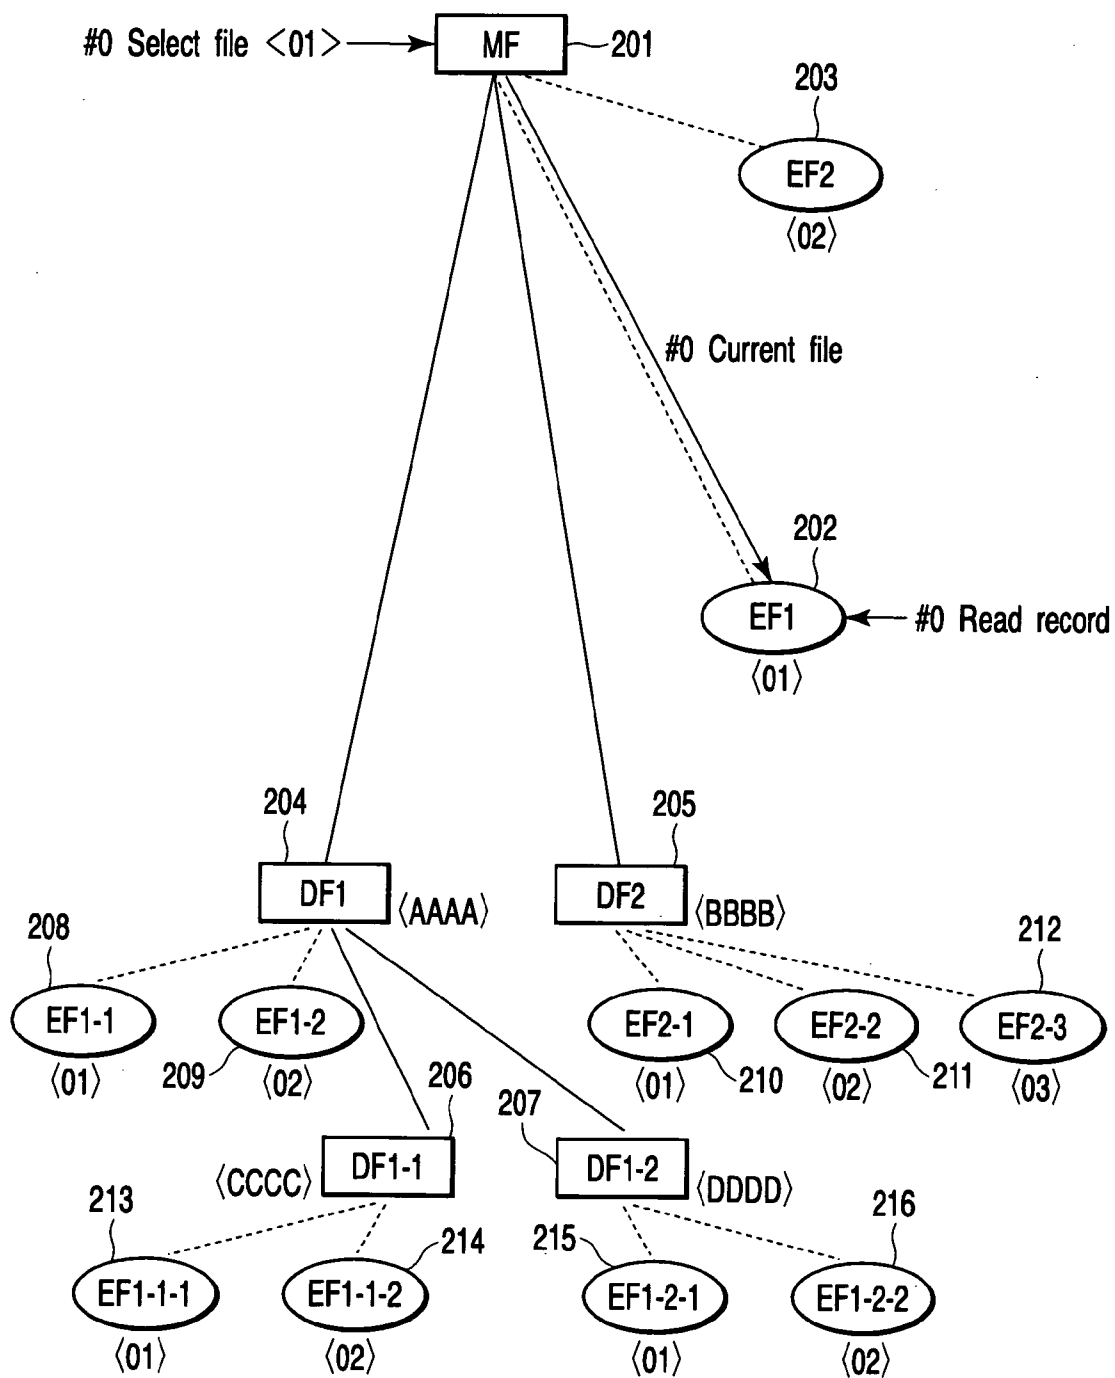 #0 Select file <01>
MF
201
203
EF2
〈02〉
#0 Current file
202
EF1
#0 Read record
〈01〉
204
205
DF1
〈AAAA〉
DF2
〈BBBB〉
208
212
EF1-1
EF1-2
EF2-1
EF2-2
EF2-3
〈01〉
209
〈02〉
206
〈01〉
210
〈02〉
211
〈03〉
207
DF1-1
〈CCCC〉
DF1-2
〈DDDD〉
213
214
215
216
EF1-1-1
EF1-1-2
EF1-2-1
EF1-2-2
〈01〉
〈02〉
〈01〉
〈02〉